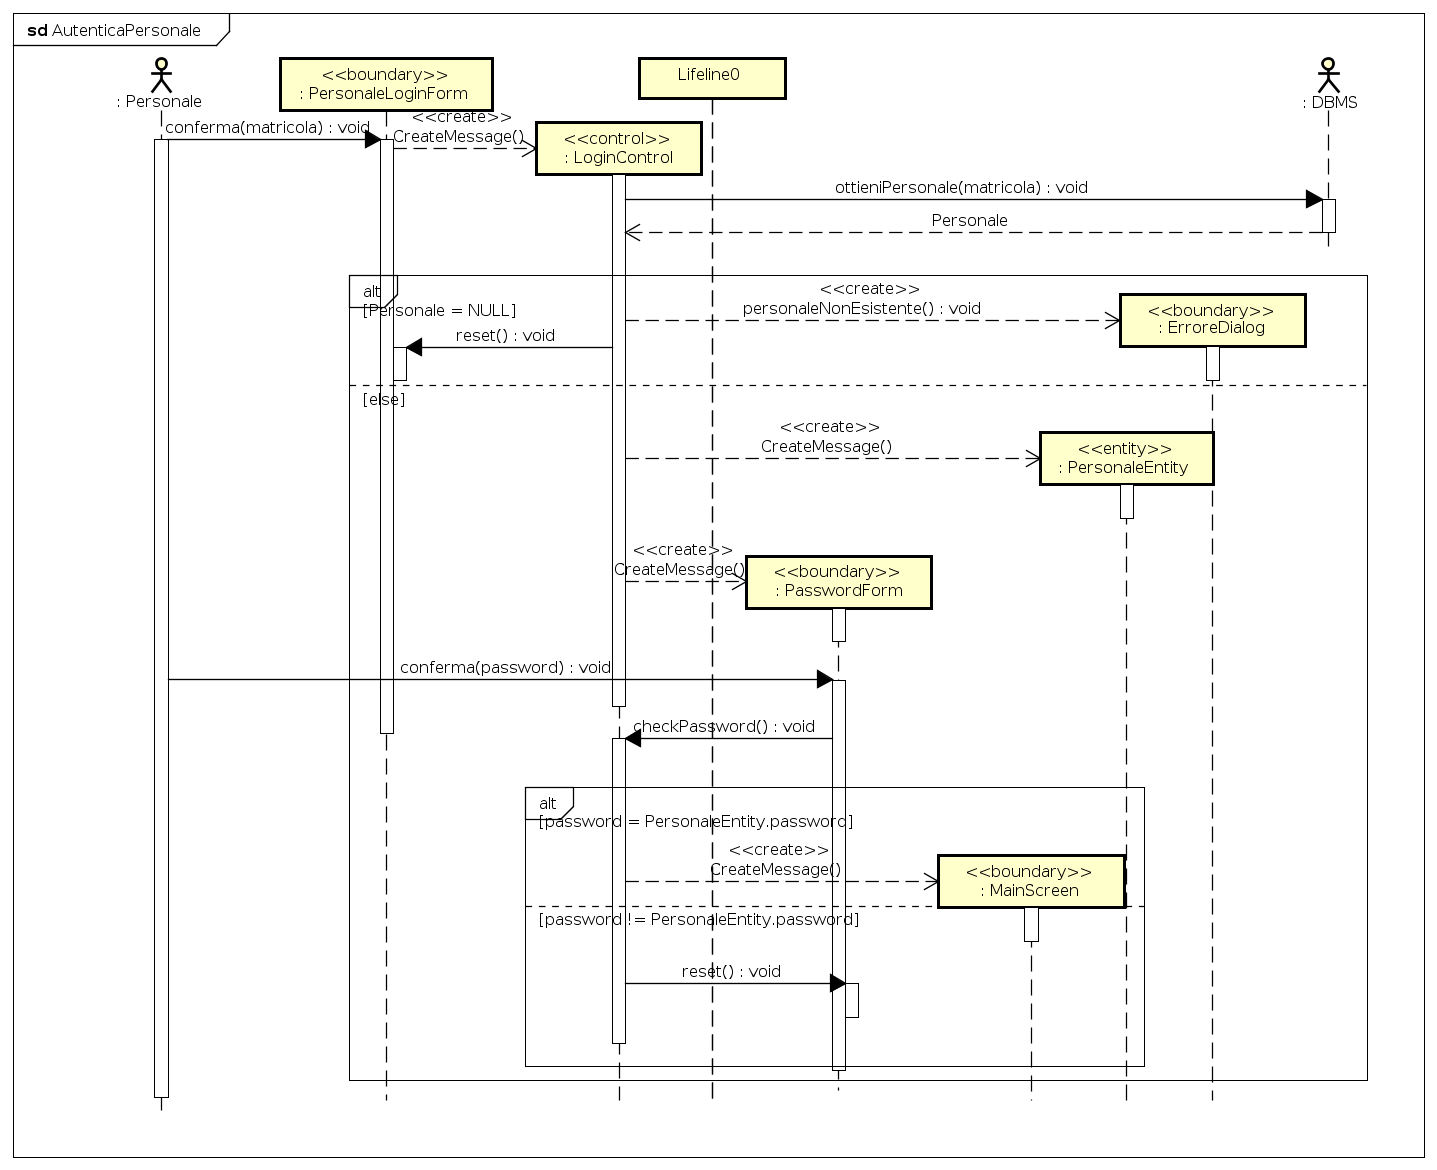 sd AutenticaPersonale
: Personale
<<boundary>>
: PersonaleLoginForm
Lifeline0
: DBMS
conferma(matricola) : void
<<create>>
CreateMessage()
<<control>>
: LoginControl
ottieniPersonale(matricola) : void
Personale
alt
[Personale = NULL]
<<create>>
personaleNonEsistente() : void
<<boundary>>
: ErroreDialog
reset() : void
[else]
<<create>>
CreateMessage()
<<entity>>
: PersonaleEntity
<<create>>
CreateMessage()
<<boundary>>
: PasswordForm
conferma(password) : void
checkPassword() : void
alt
[password = PersonaleEntity.password]
<<create>>
CreateMessage()
<<boundary>>
: MainScreen
[password != PersonaleEntity.password]
reset() : void